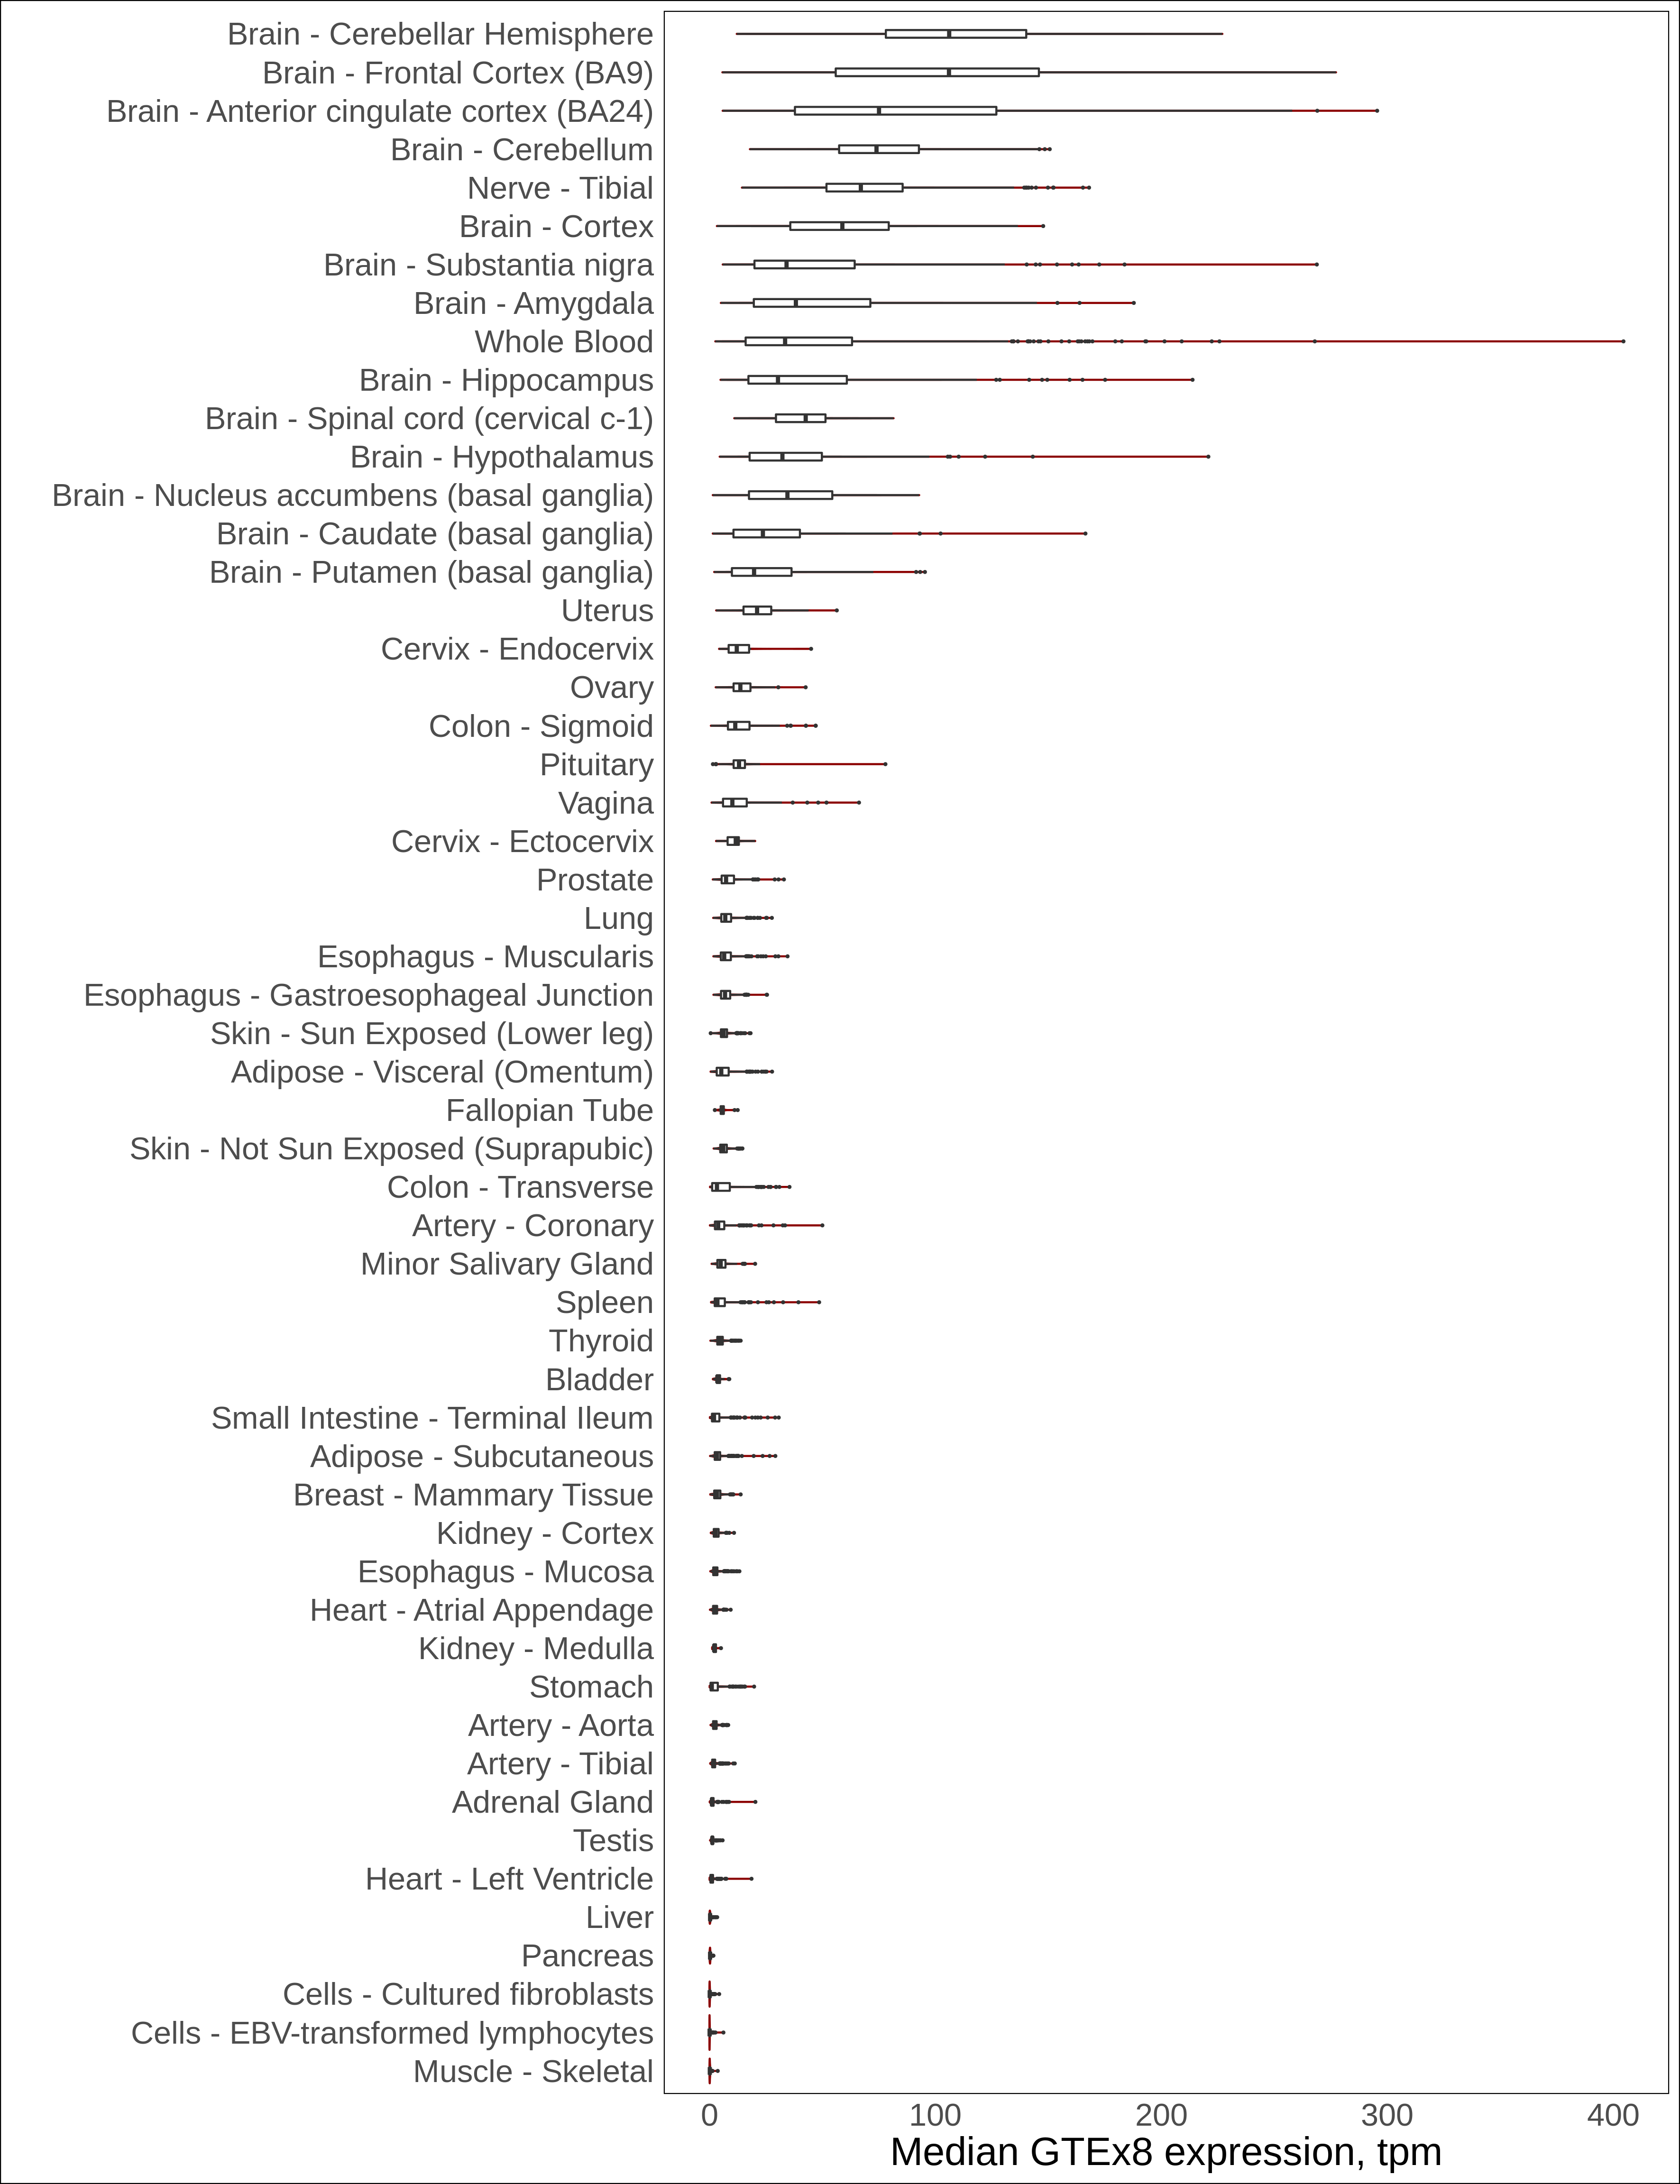 Brain - Cerebellar Hemisphere
Brain - Frontal Cortex (BA9)
Brain - Anterior cingulate cortex (BA24)
Brain - Cerebellum
Nerve - Tibial
Brain - Cortex
Brain - Substantia nigra
Brain - Amygdala
Whole Blood
Brain - Hippocampus
Brain - Spinal cord (cervical c-1)
Brain - Hypothalamus
Brain - Nucleus accumbens (basal ganglia)
Brain - Caudate (basal ganglia)
Brain - Putamen (basal ganglia)
Uterus
Cervix - Endocervix
Ovary
Colon - Sigmoid
Pituitary
Vagina
Cervix - Ectocervix
Prostate
Lung
Esophagus - Muscularis
Esophagus - Gastroesophageal Junction
Skin - Sun Exposed (Lower leg)
Adipose - Visceral (Omentum)
Fallopian Tube
Skin - Not Sun Exposed (Suprapubic)
Colon - Transverse
Artery - Coronary
Minor Salivary Gland
Spleen
Thyroid
Bladder
Small Intestine - Terminal Ileum
Adipose - Subcutaneous
Breast - Mammary Tissue
Kidney - Cortex
Esophagus - Mucosa
Heart - Atrial Appendage
Kidney - Medulla
Stomach
Artery - Aorta
Artery - Tibial
Adrenal Gland
Testis
Heart - Left Ventricle
Liver
Pancreas
Cells - Cultured fibroblasts
Cells - EBV-transformed lymphocytes
Muscle - Skeletal
0 100 200 300 400
Median GTEx8 expression, tpm